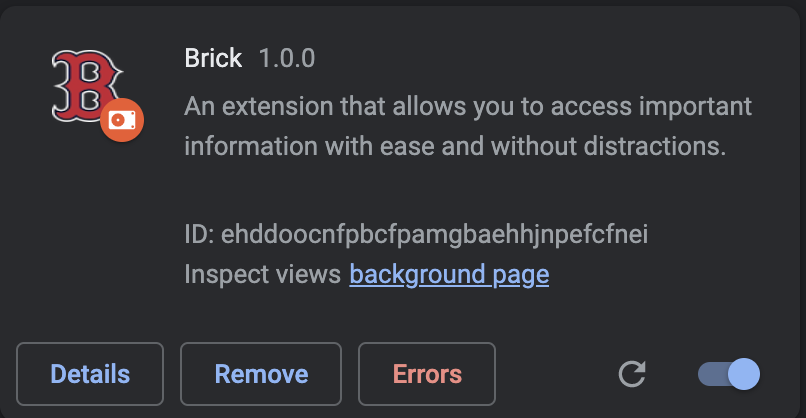 B
Brick 1.0.0
An extension that allows you to access important
information with ease and without distractions.
ID: ehddoocnfpbcfpamgbaehhjnpefcfnei
Inspect views background page
Details Remove Errors